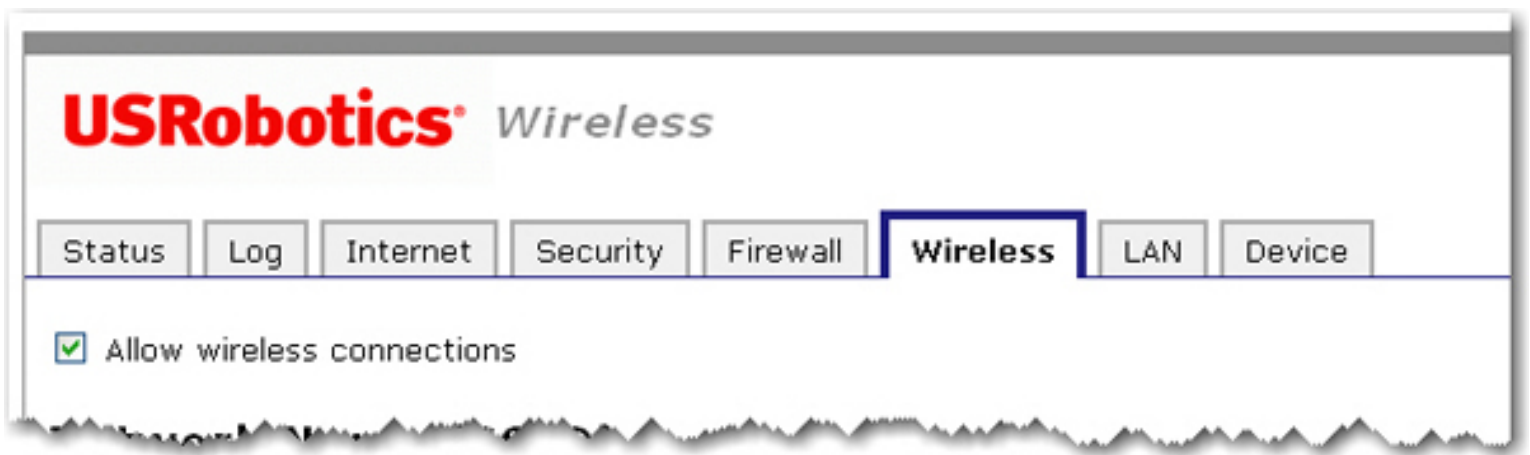 USRobotics® Wireless
Status Log Internet Security Firewall Wireless LAN Device
Allow wireless connections